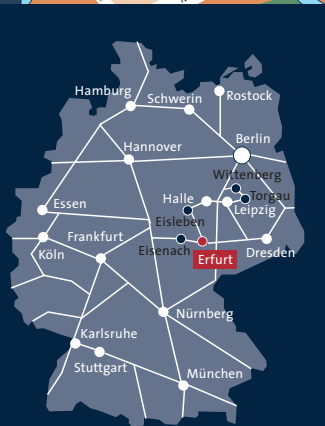 Hamburg
Schwerin
Rostock
Hannover
Berlin
Wittenberg
Torgau
Halle
Leipzig
Essen
Eisleben
Frankfurt
Eisenach
Köln
Erfurt
Dresden
Nürnberg
Karlsruhe
Stuttgart
München